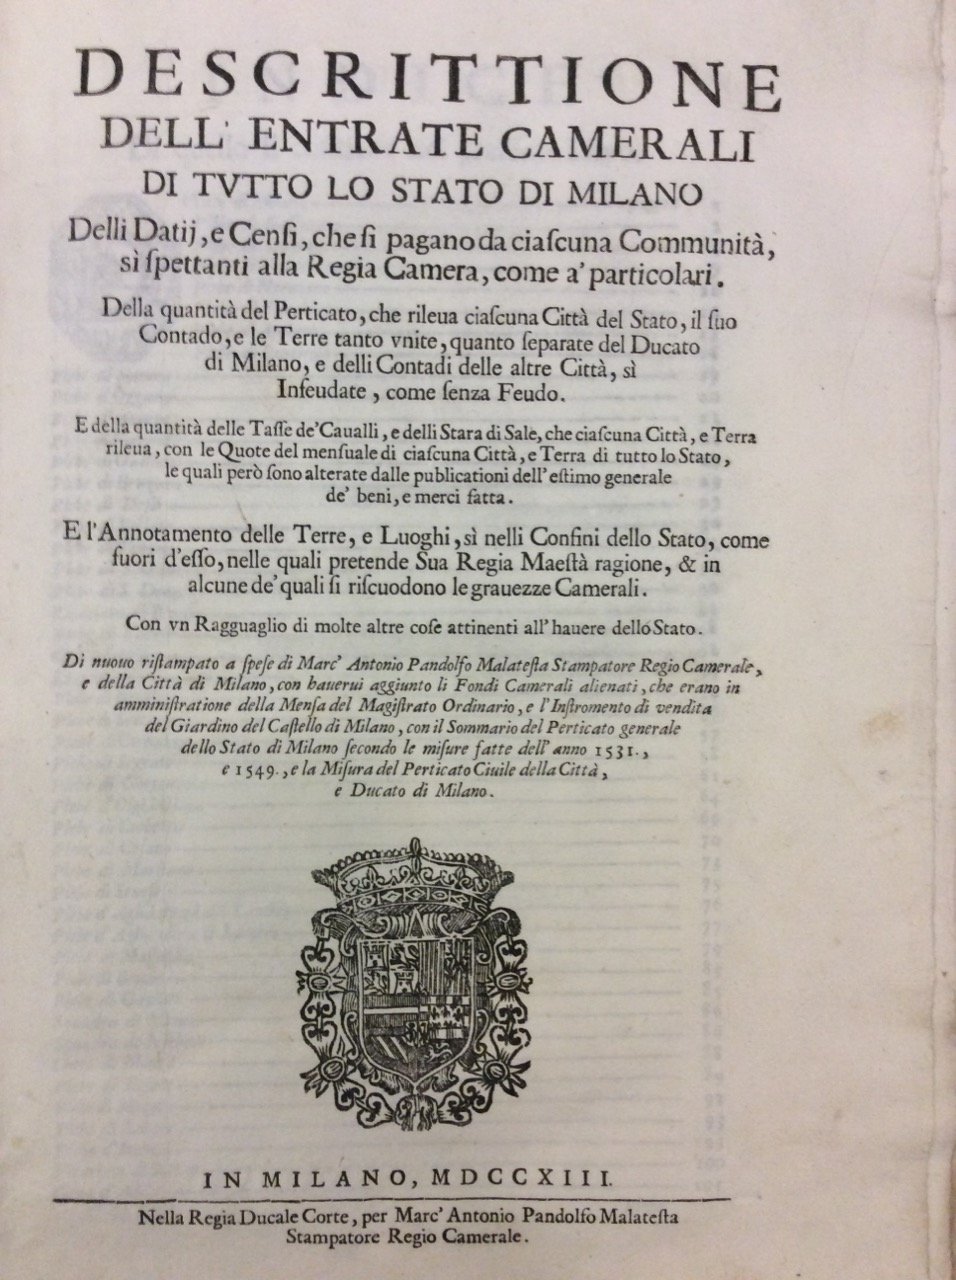 DESCRITTIONE
DELL' ENTRATE CAMERALI
DI TVTTO LO STATO DI MILANO
Delli Datij, e Cenſi, che ſi pagano da ciaſcuna Communità,
sì ſpettanti alla Regia Camera, come a' particolari.
Della quantità del Perticato, che rileua ciaſcuna Città del Stato, il ſuo
Contado, e le Terre tanto vnite, quanto ſeparate del Ducato
di Milano, e delli Contadi delle altre Città, sì
Infeudate, come ſenza Feudo.
E della quantità delle Taſſe de' Caualli, e delli Stara di Sale, che ciaſcuna Città, e Terra
rileua, con le Quote del menſuale di ciaſcuna Città, e Terra di tutto lo Stato,
le quali però ſono alterate dalle publicationi dell' eſtimo generale
de' beni, e merci fatta.
E l'Annotamento delle Terre, e Luoghi, sì nelli Confini dello Stato, come
fuori d'eſſo, nelle quali pretende Sua Regia Maeſtà ragione, & in
alcune de' quali ſi riſcuodono le grauezze Camerali.
Con vn Ragguaglio di molte altre coſe attinenti all' hauere dello Stato.
Di nuouo riſtampato a ſpeſe di Marc' Antonio Pandolfo Malateſta Stampatore Regio Camerale,
e della Città di Milano, con hauerui aggiunto li Fondi Camerali alienati, che erano in
amminiſtratione della Menſa del Magiſtrato Ordinario, e l'Inſtromento di vendita
del Giardino del Caſtello di Milano, con il Sommario del Perticato generale
dello Stato di Milano ſecondo le miſure fatte dell' anno 1531.,
e 1549., e la Miſura del Perticato Ciuile della Città,
e Ducato di Milano.
IN MILANO, MDCCXIII.
Nella Regia Ducale Corte, per Marc' Antonio Pandolfo Malateſta
Stampatore Regio Camerale.